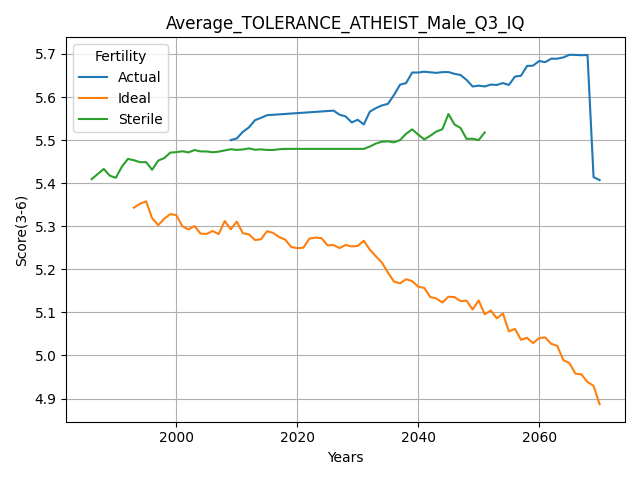 Average_TOLERANCE_ATHEIST_Male_Q3_IQ
Fertility
Actual
Ideal
Sterile
Score(3-6)
5.7
5.6
5.5
5.4
5.3
5.2
5.1
5.0
4.9
2000
2020
2040
2060
Years